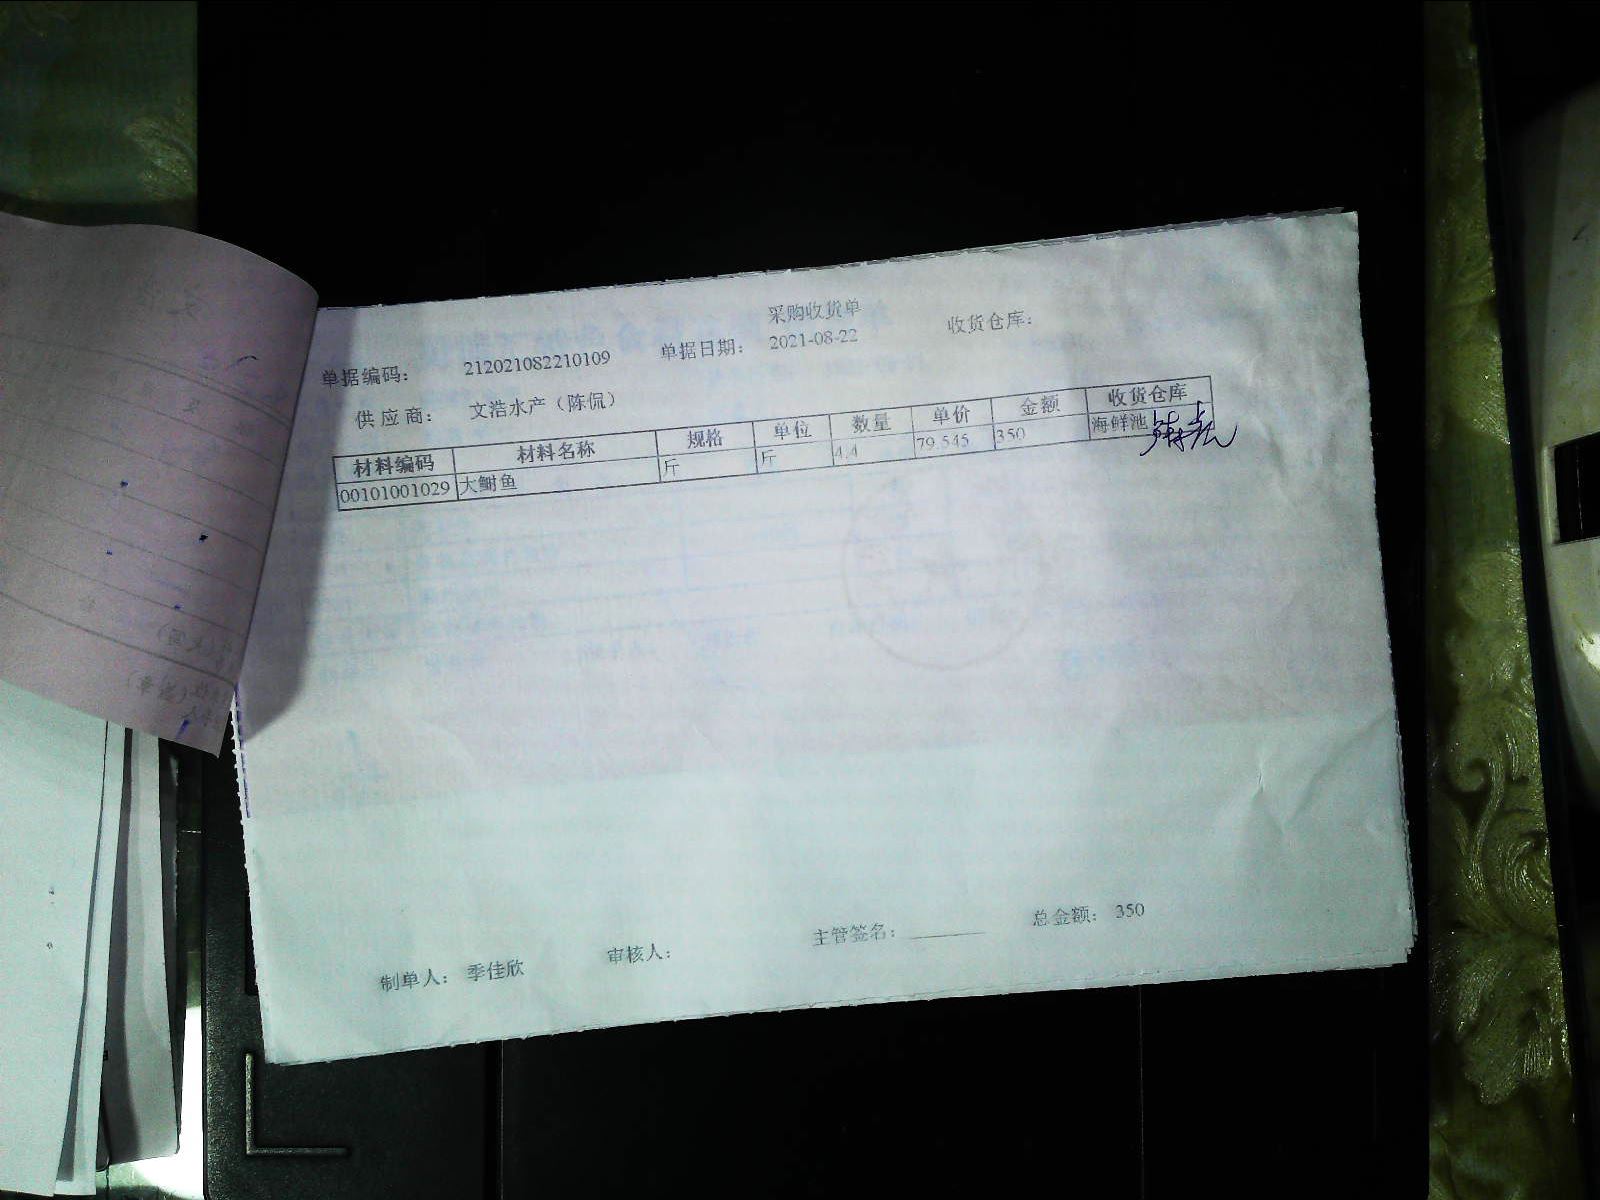 采购收货单
单据编码： 212021082210109 单据日期： 2021-08-22 收货仓库：
供应商： 文浩水产（陈侃）
材料编码 材料名称 规格 单位 数量 单价 金额 收货仓库
00101001029 大鮒鱼 斤 斤 4.4 79.545 350 海鲜池
制单人： 季佳欣 审核人： 主管签名： 总金额： 350